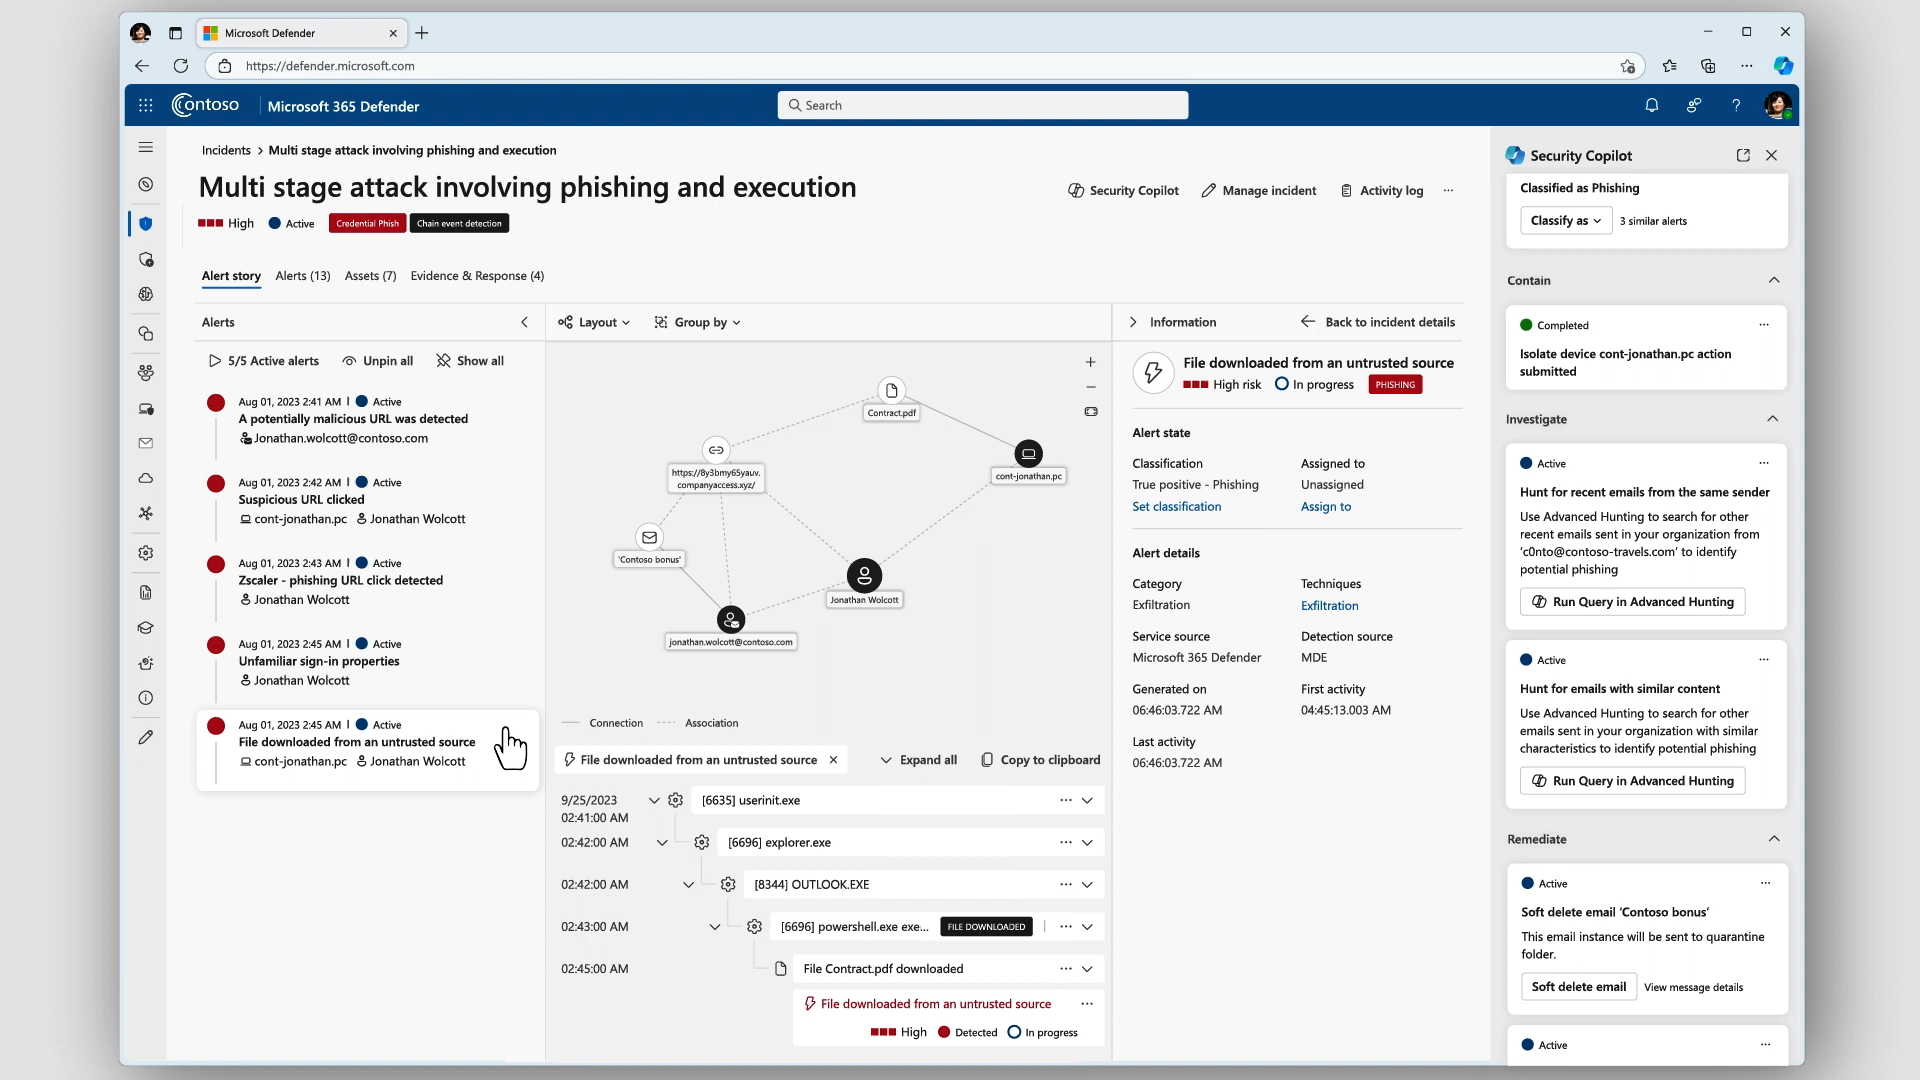 Microsoft Defender
https://defender.microsoft.com
Contoso
Microsoft 365 Defender
Search
Incidents > Multi stage attack involving phishing and execution
Multi stage attack involving phishing and execution
Security Copilot
Manage incident
Activity log
High
Active
Credential Phish
Chain event detection
Alert story
Alerts (13)
Assets (7)
Evidence & Response (4)
Alerts
5/5 Active alerts
Unpin all
Show all
Aug 01, 2023 2:41 AM | Active
A potentially malicious URL was detected
Jonathan.wolcott@contoso.com
Aug 01, 2023 2:42 AM | Active
Suspicious URL clicked
cont-jonathan.pc Jonathan Wolcott
Aug 01, 2023 2:43 AM | Active
Zscaler - phishing URL click detected
Jonathan Wolcott
Aug 01, 2023 2:45 AM | Active
Unfamiliar sign-in properties
Jonathan Wolcott
Aug 01, 2023 2:45 AM | Active
File downloaded from an untrusted source
cont-jonathan.pc Jonathan Wolcott
Layout
Group by
Contract.pdf
https://8y3bmy65yauv.
companyaccess.xyz/
cont-jonathan.pc
'Contoso bonus'
Jonathan Wolcott
jonathan.wolcott@contoso.com
Connection
Association
File downloaded from an untrusted source
Expand all
Copy to clipboard
9/25/2023
02:41:00 AM
[6635] userinit.exe
02:42:00 AM
[6696] explorer.exe
02:42:00 AM
[8344] OUTLOOK.EXE
02:43:00 AM
[6696] powershell.exe exe...
FILE DOWNLOADED
02:45:00 AM
File Contract.pdf downloaded
File downloaded from an untrusted source
High Detected In progress
Information
Back to incident details
File downloaded from an untrusted source
High risk In progress PHISHING
Alert state
Classification
True positive - Phishing
Set classification
Assigned to
Unassigned
Assign to
Alert details
Category
Exfiltration
Techniques
Exfiltration
Service source
Microsoft 365 Defender
Detection source
MDE
Generated on
06:46:03.722 AM
First activity
04:45:13.003 AM
Last activity
06:46:03.722 AM
Security Copilot
Classified as Phishing
Classify as
3 similar alerts
Contain
Completed
Isolate device cont-jonathan.pc action
submitted
Investigate
Active
Hunt for recent emails from the same sender
Use Advanced Hunting to search for other
recent emails sent in your organization from
'c0nto@contoso-travels.com' to identify
potential phishing
Run Query in Advanced Hunting
Active
Hunt for emails with similar content
Use Advanced Hunting to search for other
emails sent in your organization with similar
characteristics to identify potential phishing
Run Query in Advanced Hunting
Remediate
Active
Soft delete email 'Contoso bonus'
This email instance will be sent to quarantine
folder.
Soft delete email
View message details
Active